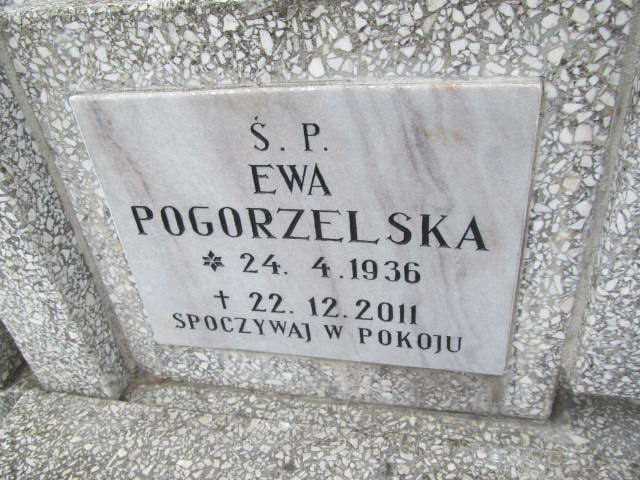 Ś. P.
EWA
POGORZELSKA
* 24. 4.1936
✝ 22. 12. 2011
SPOCZYWAJ W POKOJU